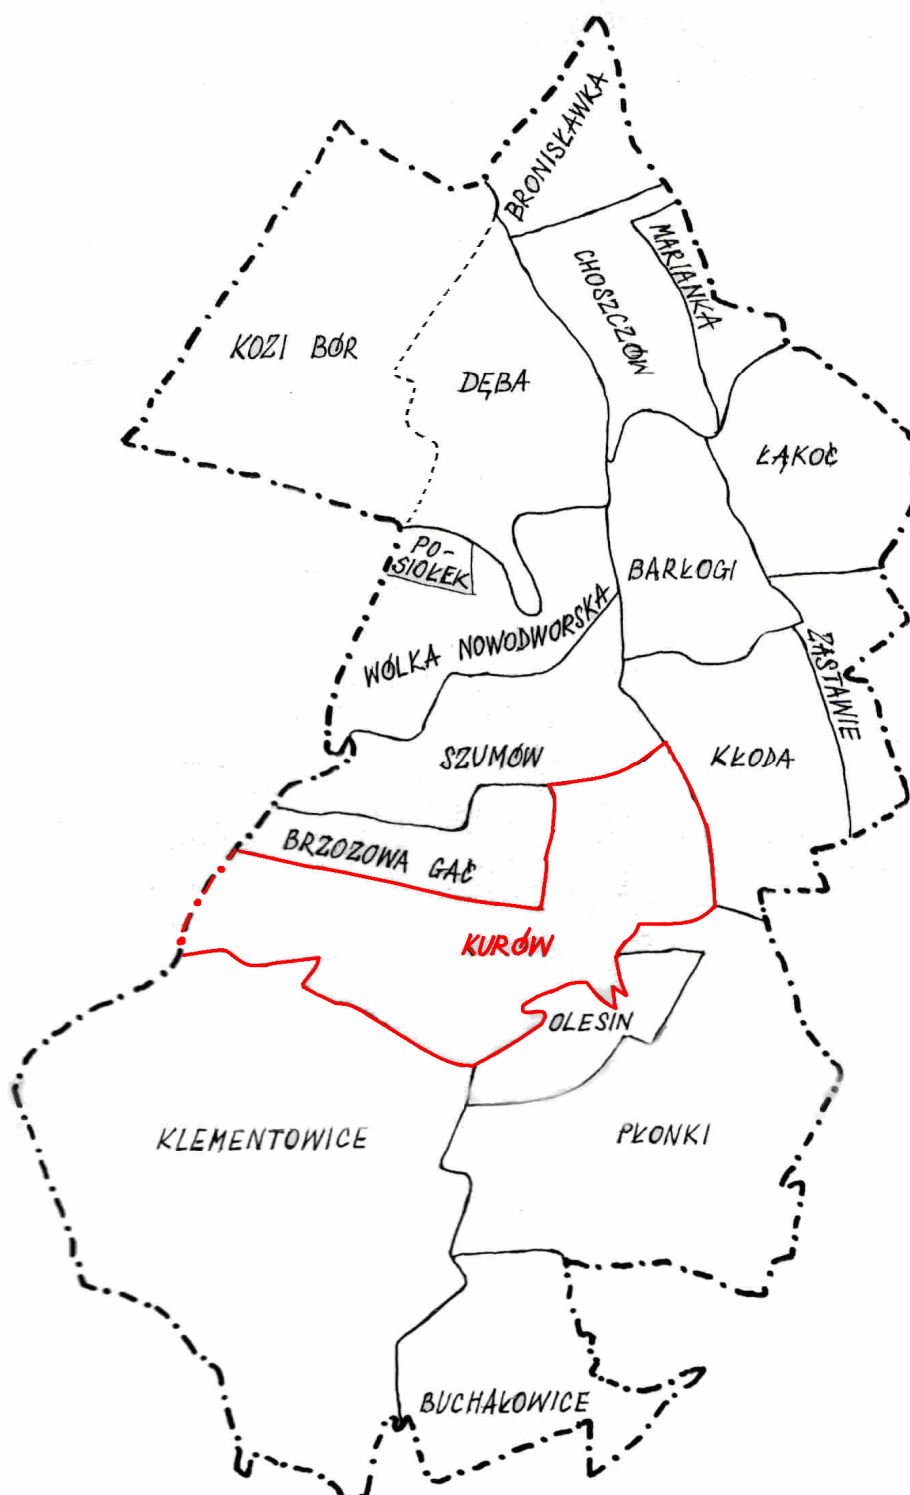 BRONISŁAWKA
MARIANKA
CHOSZCZÓW
KOZI BÓR
DĘBA
ŁĄKOĆ
PO-
SIOŁEK
BARŁOGI
WÓLKA NOWODWORSKA
ZASTAWIE
SZUMÓW
KŁODA
BRZOZOWA GAĆ
KURÓW
OLESIN
KLEMENTOWICE
PŁONKI
BUCHAŁOWICE